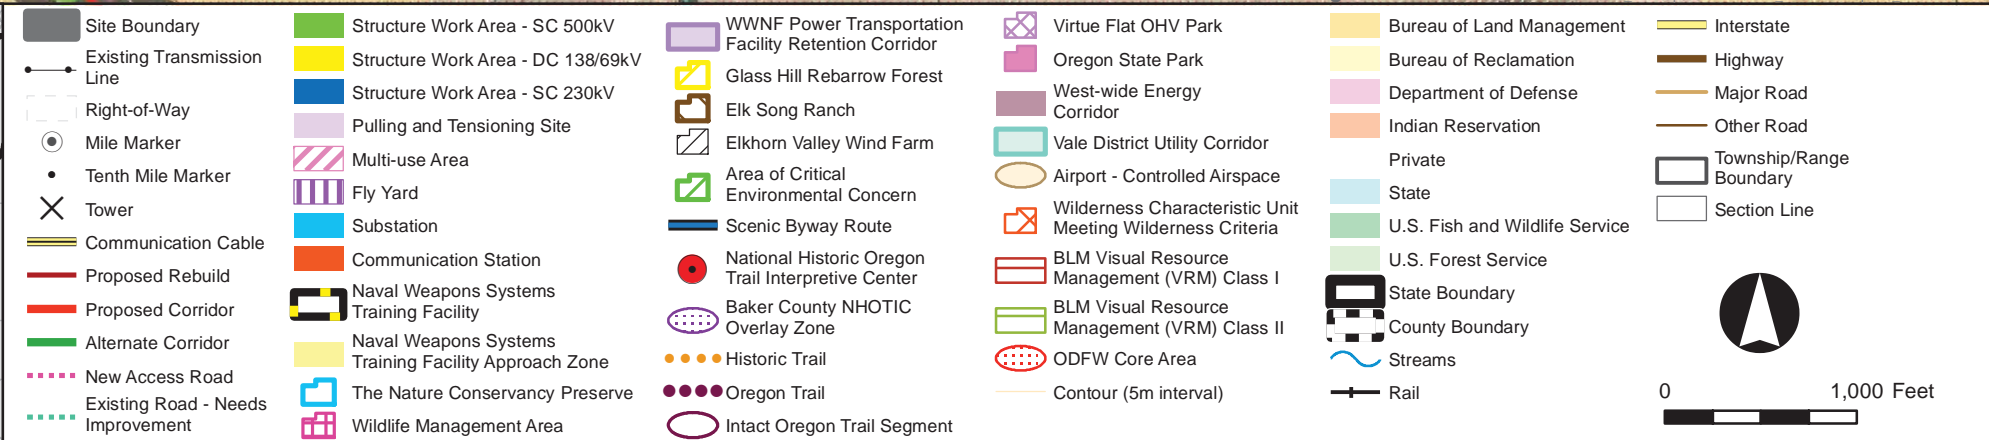 Site Boundary
Existing Transmission
Line
Right-of-Way
Mile Marker
Tenth Mile Marker
Tower
Communication Cable
Proposed Rebuild
Proposed Corridor
Alternate Corridor
New Access Road
Existing Road - Needs
Improvement
Structure Work Area - SC 500kV
Structure Work Area - DC 138/69kV
Structure Work Area - SC 230kV
Pulling and Tensioning Site
Multi-use Area
Fly Yard
Substation
Communication Station
Naval Weapons Systems
Training Facility
Naval Weapons Systems
Training Facility Approach Zone
The Nature Conservancy Preserve
Wildlife Management Area
WWNF Power Transportation
Facility Retention Corridor
Glass Hill Rebarrow Forest
Elk Song Ranch
Elkhorn Valley Wind Farm
Area of Critical
Environmental Concern
Scenic Byway Route
National Historic Oregon
Trail Interpretive Center
Baker County NHOTIC
Overlay Zone
Historic Trail
Oregon Trail
Intact Oregon Trail Segment
Virtue Flat OHV Park
Oregon State Park
West-wide Energy
Corridor
Vale District Utility Corridor
Airport - Controlled Airspace
Wilderness Characteristic Unit
Meeting Wilderness Criteria
BLM Visual Resource
Management (VRM) Class I
BLM Visual Resource
Management (VRM) Class II
ODFW Core Area
Contour (5m interval)
Bureau of Land Management
Bureau of Reclamation
Department of Defense
Indian Reservation
Private
State
U.S. Fish and Wildlife Service
U.S. Forest Service
State Boundary
County Boundary
Streams
Rail
Interstate
Highway
Major Road
Other Road
Township/Range
Boundary
Section Line
0 1,000 Feet